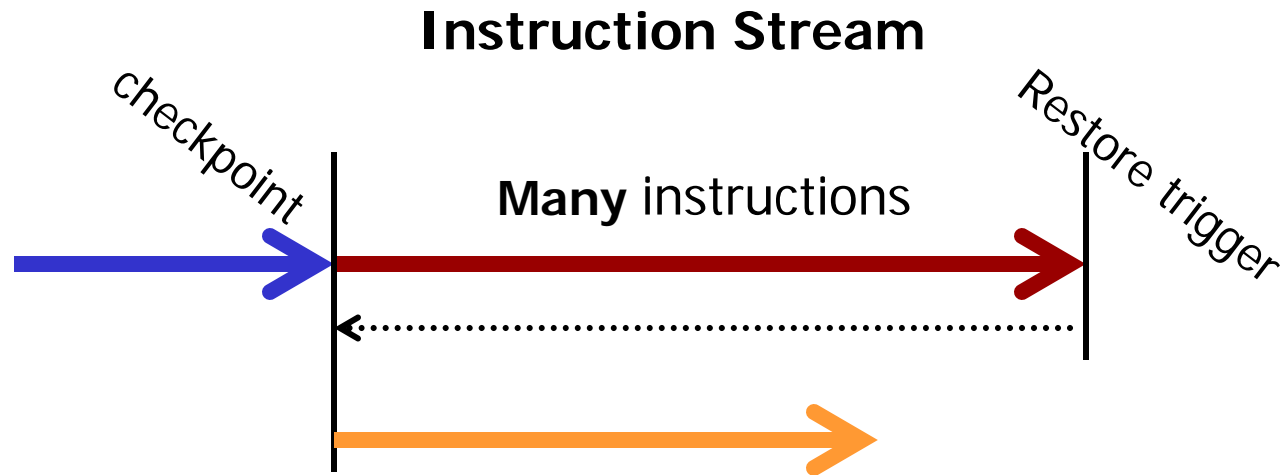 Instruction Stream
checkpoint
Many instructions
Restore trigger